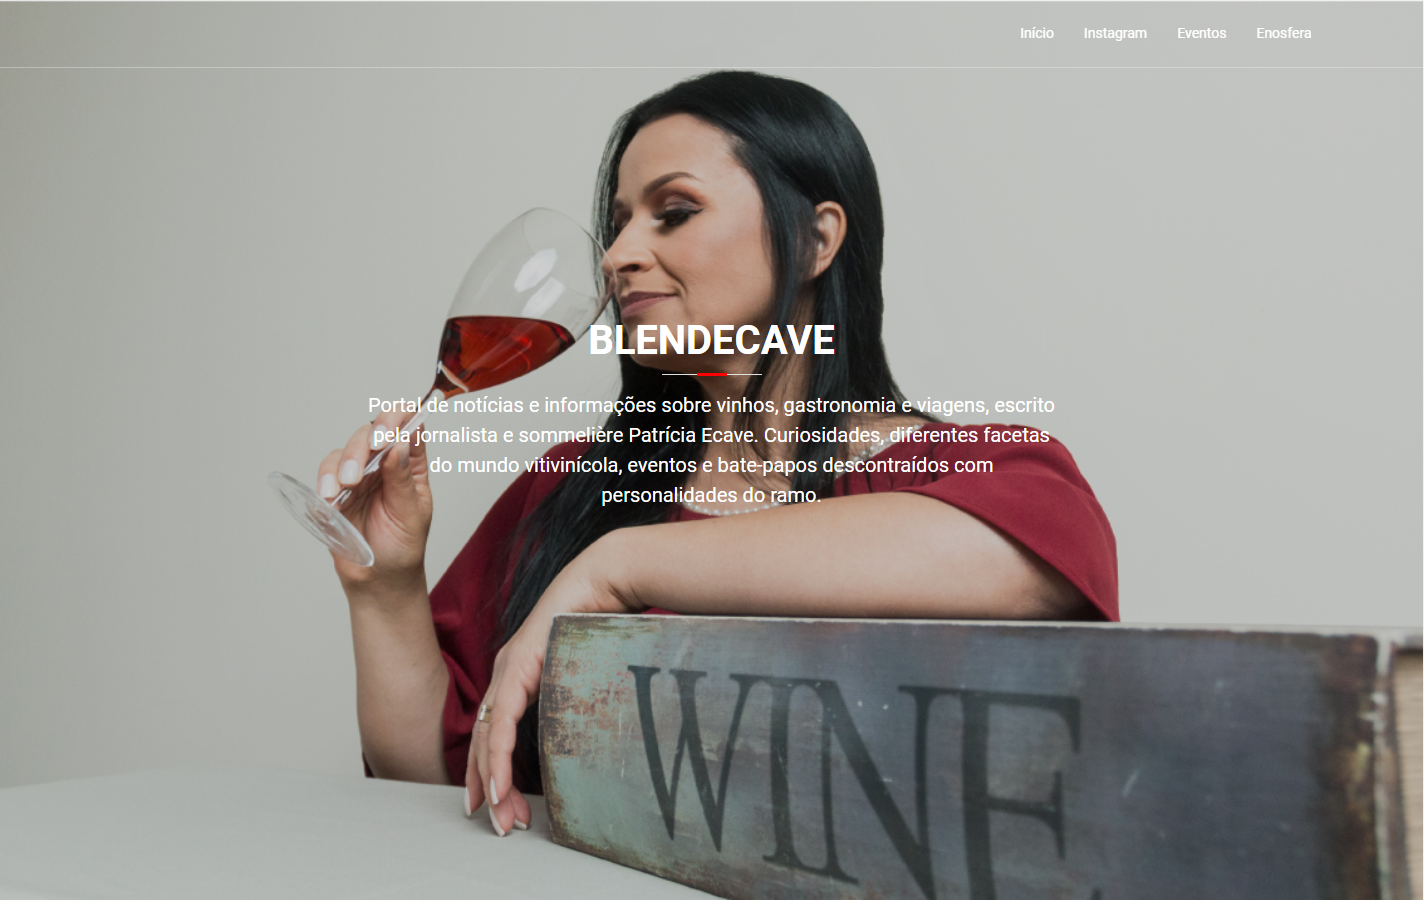 Início Instagram Eventos Enosfera
BLENDECAVE
Portal de notícias e informações sobre vinhos, gastronomia e viagens, escrito
pela jornalista e sommelière Patrícia Ecave. Curiosidades, diferentes facetas
do mundo vitivinícola, eventos e bate-papos descontraídos com
personalidades do ramo.
WINE